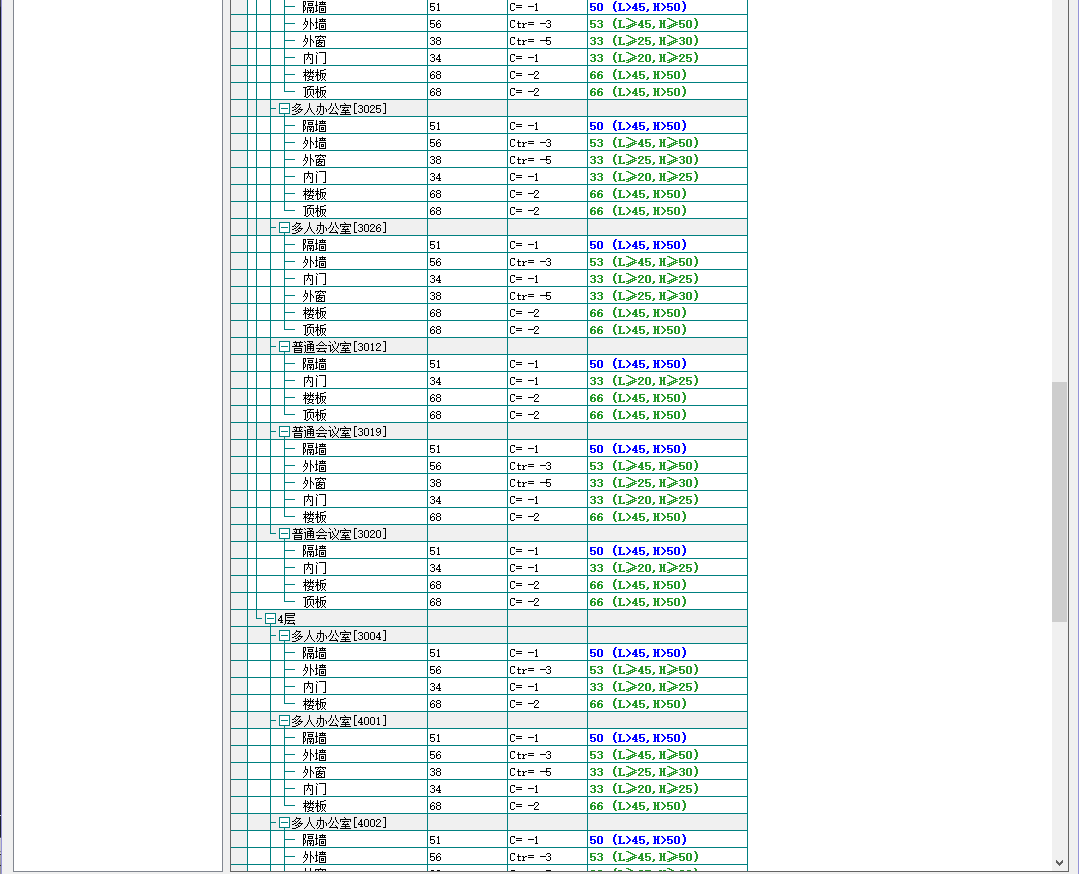 隔墙 51 C= -1 50 (L>45,H>50)
外墙 56 Ctr= -3 53 (L⩾45,H⩾50)
外窗 38 Ctr= -5 33 (L⩾25,H⩾30)
内门 34 C= -1 33 (L⩾20,H⩾25)
楼板 68 C= -2 66 (L>45,H>50)
顶板 68 C= -2 66 (L>45,H>50)
多人办公室[3025]
隔墙 51 C= -1 50 (L>45,H>50)
外墙 56 Ctr= -3 53 (L⩾45,H⩾50)
外窗 38 Ctr= -5 33 (L⩾25,H⩾30)
内门 34 C= -1 33 (L⩾20,H⩾25)
楼板 68 C= -2 66 (L>45,H>50)
顶板 68 C= -2 66 (L>45,H>50)
多人办公室[3026]
隔墙 51 C= -1 50 (L>45,H>50)
外墙 56 Ctr= -3 53 (L⩾45,H⩾50)
内门 34 C= -1 33 (L⩾20,H⩾25)
外窗 38 Ctr= -5 33 (L⩾25,H⩾30)
楼板 68 C= -2 66 (L>45,H>50)
顶板 68 C= -2 66 (L>45,H>50)
普通会议室[3012]
隔墙 51 C= -1 50 (L>45,H>50)
内门 34 C= -1 33 (L⩾20,H⩾25)
楼板 68 C= -2 66 (L>45,H>50)
顶板 68 C= -2 66 (L>45,H>50)
普通会议室[3019]
隔墙 51 C= -1 50 (L>45,H>50)
外墙 56 Ctr= -3 53 (L⩾45,H⩾50)
外窗 38 Ctr= -5 33 (L⩾25,H⩾30)
内门 34 C= -1 33 (L⩾20,H⩾25)
楼板 68 C= -2 66 (L>45,H>50)
普通会议室[3020]
隔墙 51 C= -1 50 (L>45,H>50)
内门 34 C= -1 33 (L⩾20,H⩾25)
楼板 68 C= -2 66 (L>45,H>50)
顶板 68 C= -2 66 (L>45,H>50)
4层
多人办公室[3004]
隔墙 51 C= -1 50 (L>45,H>50)
外墙 56 Ctr= -3 53 (L⩾45,H⩾50)
内门 34 C= -1 33 (L⩾20,H⩾25)
楼板 68 C= -2 66 (L>45,H>50)
多人办公室[4001]
隔墙 51 C= -1 50 (L>45,H>50)
外墙 56 Ctr= -3 53 (L⩾45,H⩾50)
外窗 38 Ctr= -5 33 (L⩾25,H⩾30)
内门 34 C= -1 33 (L⩾20,H⩾25)
楼板 68 C= -2 66 (L>45,H>50)
多人办公室[4002]
隔墙 51 C= -1 50 (L>45,H>50)
外墙 56 Ctr= -3 53 (L⩾45,H⩾50)